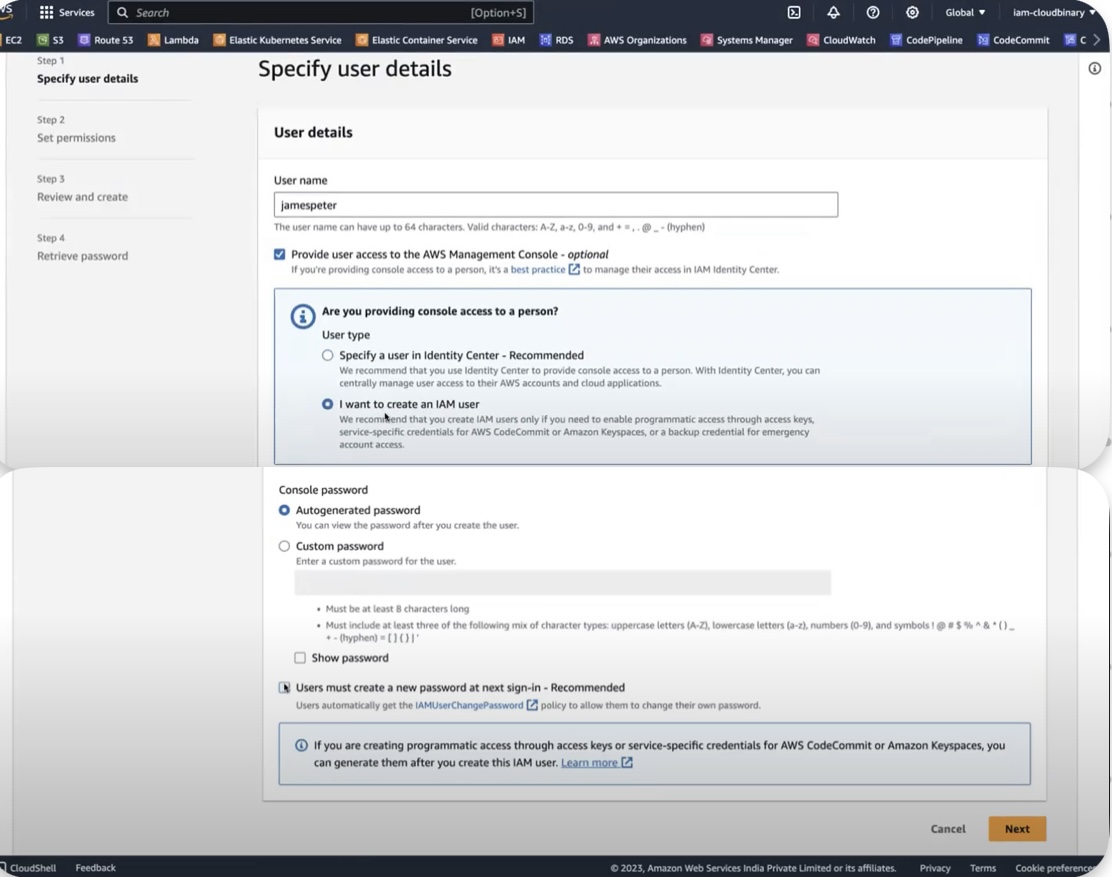 Services
Search
[Option+S]
Global
iam-cloudbinary
EC2 S3 Route 53 Lambda Elastic Kubernetes Service Elastic Container Service IAM RDS AWS Organizations Systems Manager CloudWatch CodePipeline CodeCommit C
Step 1
Specify user details
Step 2
Set permissions
Step 3
Review and create
Step 4
Retrieve password
Specify user details
User details
User name
jamespeter
The user name can have up to 64 characters. Valid characters: A-Z, a-z, 0-9, and + = , . @ _ - (hyphen)
Provide user access to the AWS Management Console - optional
If you're providing console access to a person, it's a best practice to manage their access in IAM Identity Center.
Are you providing console access to a person?
User type
Specify a user in Identity Center - Recommended
We recommend that you use Identity Center to provide console access to a person. With Identity Center, you can
centrally manage user access to their AWS accounts and cloud applications.
I want to create an IAM user
We recommend that you create IAM users only if you need to enable programmatic access through access keys,
service-specific credentials for AWS CodeCommit or Amazon Keyspaces, or a backup credential for emergency
account access.
Console password
Autogenerated password
You can view the password after you create the user.
Custom password
Enter a custom password for the user.
• Must be at least 8 characters long
• Must include at least three of the following mix of character types: uppercase letters (A-Z), lowercase letters (a-z), numbers (0-9), and symbols ! @ # $ % ^ & * ( ) _
+ - (hyphen) = [ ] { } | '
Show password
Users must create a new password at next sign-in - Recommended
Users automatically get the IAMUserChangePassword policy to allow them to change their own password.
If you are creating programmatic access through access keys or service-specific credentials for AWS CodeCommit or Amazon Keyspaces, you
can generate them after you create this IAM user. Learn more
Cancel
Next
CloudShell Feedback
© 2023, Amazon Web Services India Private Limited or its affiliates. Privacy Terms Cookie preference